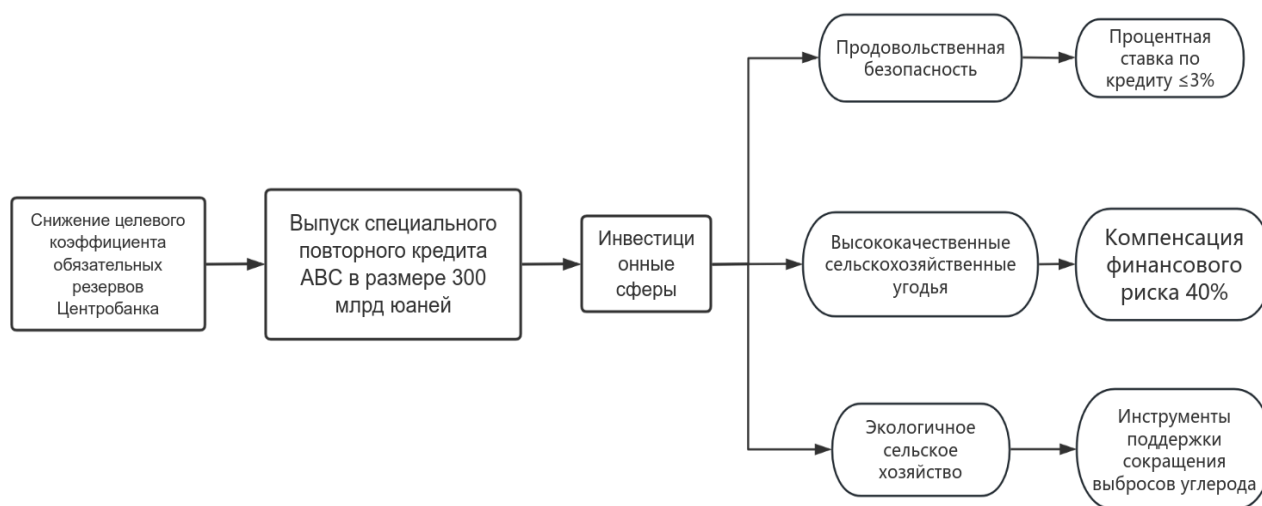 Снижение целевого
коэффициента
обязательных
резервов
Центробанка
Выпуск специального
повторного кредита
АВС в размере 300
млрд юаней
Инвестици
онные
сферы
Продовольственная
безопасность
Процентная
ставка по
кредиту ≤3%
Высококачественные
сельскохозяйственные
угодья
Компенсация
финансового
риска 40%
Экологичное
сельское
хозяйство
Инструменты
поддержки
сокращения
выбросов углерода